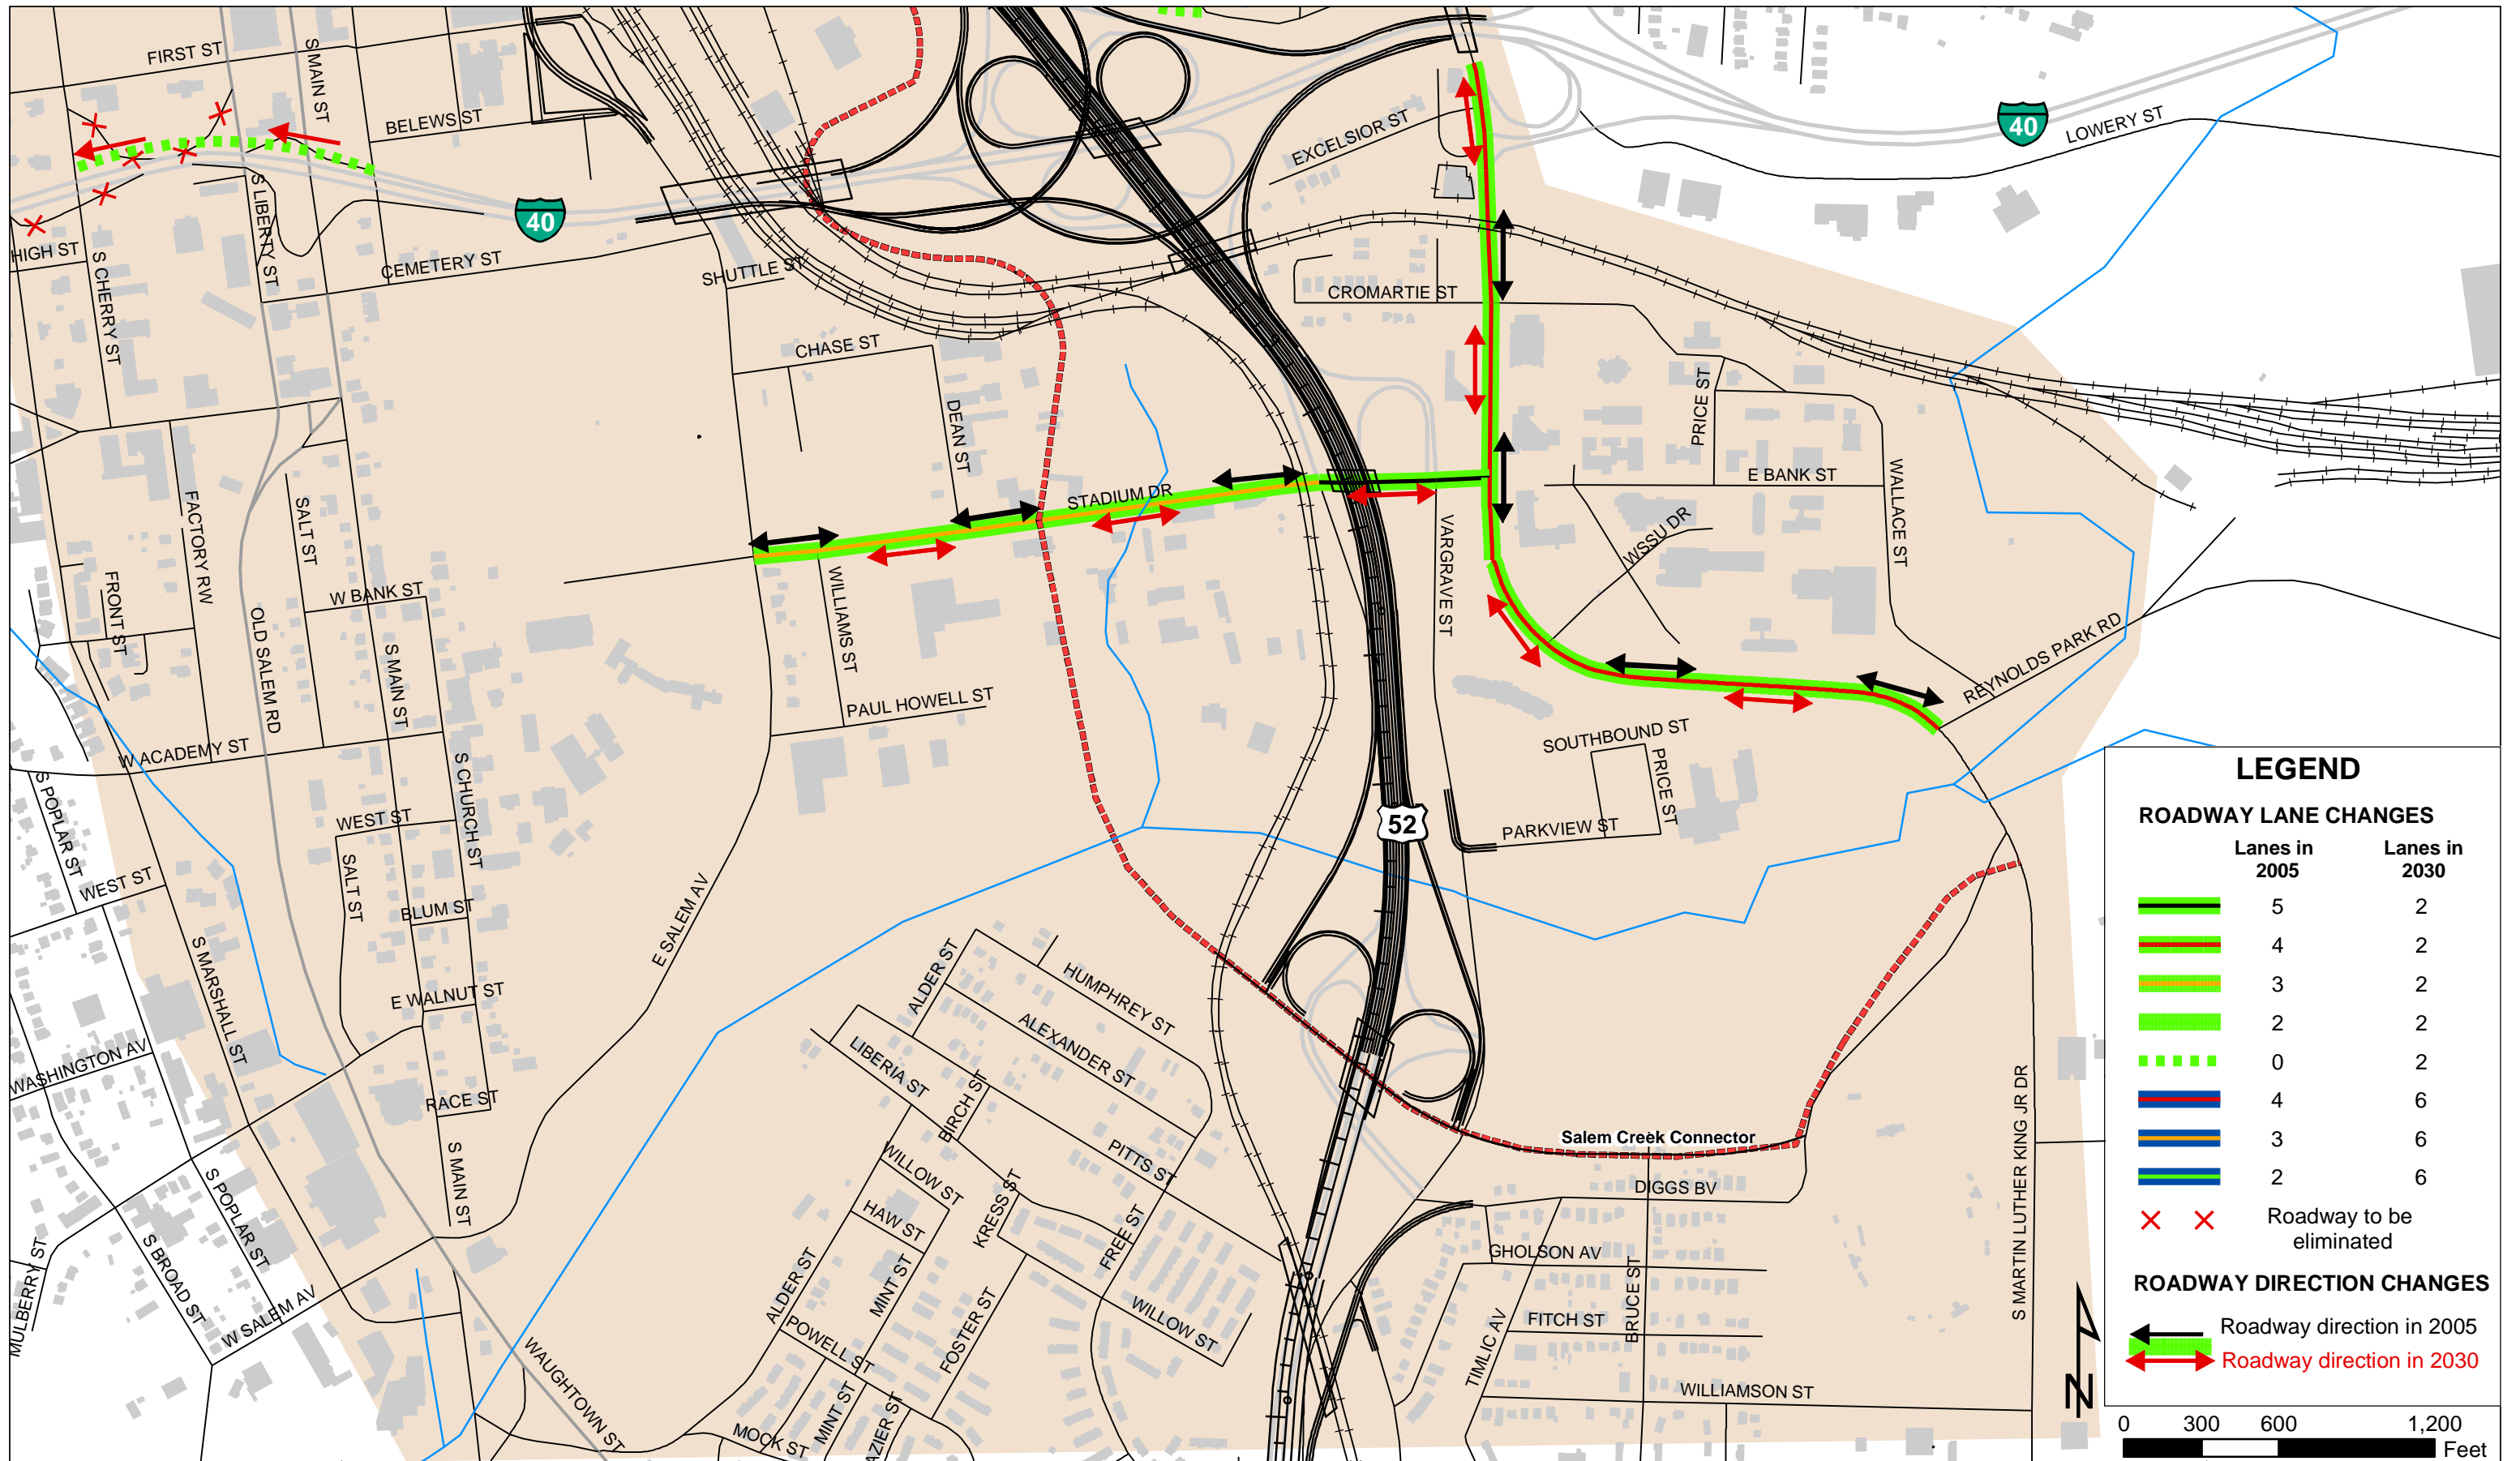 FIRST ST
S MAIN ST
BELEWS ST
40
S LIBERTY ST
HIGH ST
S CHERRY ST
CEMETERY ST
SHUTTLE ST
EXCELSIOR ST
40
LOWERY ST
CROMARTIE ST
CHASE ST
DEAN ST
STADIUM DR
PRICE ST
E BANK ST
WALLACE ST
WSSU DR
VARGRAVE ST
FACTORY RW
SALT ST
FRONT ST
W BANK ST
OLD SALEM RD
S MAIN ST
WILLIAMS ST
PAUL HOWELL ST
REYNOLDS PARK RD
W ACADEMY ST
S CHURCH ST
SOUTHBOUND ST
PRICE ST
PARKVIEW ST
52
S POPLAR ST
WEST ST
WEST ST
SALT ST
BLUM ST
E SALEM AV
S MARSHALL ST
E WALNUT ST
ALDER ST
HUMPHREY ST
ALEXANDER ST
LIBERIA ST
BIRCH ST
WASHINGTON AV
RACE ST
PITTS ST
Salem Creek Connector
S MAIN ST
WILLOW ST
KRESS ST
HAW ST
FREE ST
DIGGS BV
S MARTIN LUTHER KING JR DR
S POPLAR ST
S BROAD ST
MULBERRY ST
W SALEM AV
ALDER ST
MINT ST
GHOLSON AV
BRUCE ST
FITCH ST
TIMLIC AV
WILLOW ST
POWELL ST
FOSTER ST
WAUGHTOWN ST
MINT ST
MOCK ST
AZIER ST
WILLIAMSON ST
LEGEND
ROADWAY LANE CHANGES
Lanes in 2005 Lanes in 2030
5 2
4 2
3 2
2 2
0 2
4 6
3 6
2 6
Roadway to be
eliminated
ROADWAY DIRECTION CHANGES
Roadway direction in 2005
Roadway direction in 2030
N
0 300 600 1,200
Feet